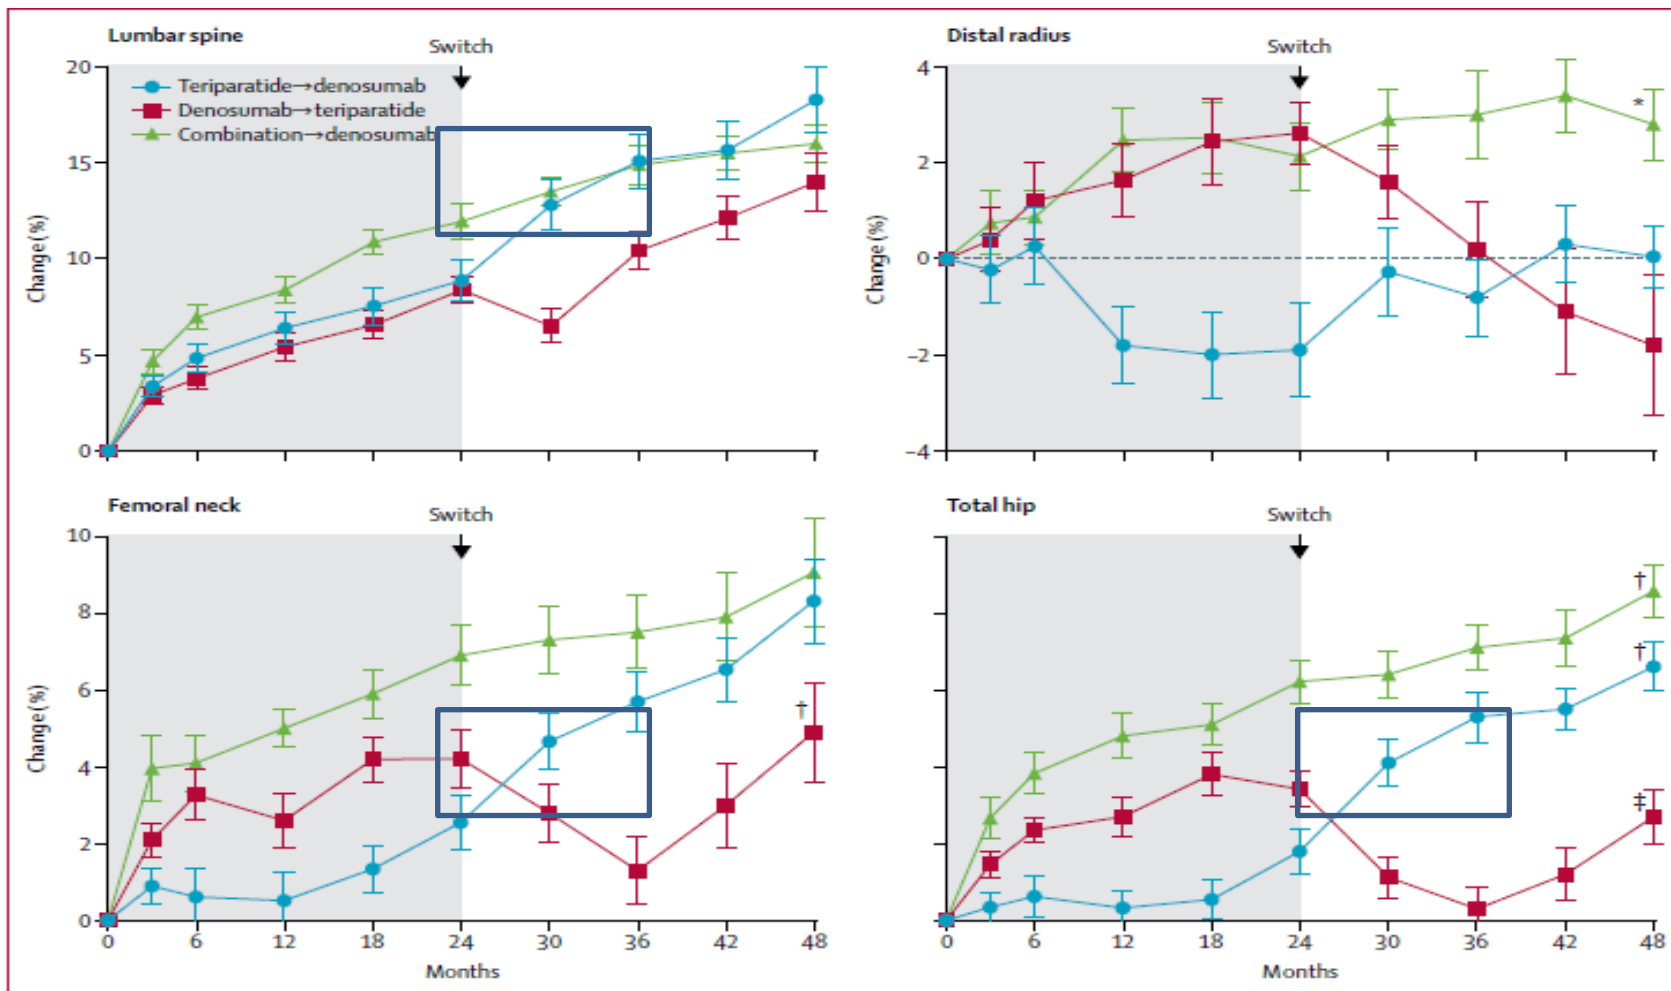 Lumbar spine
Switch
20
15
10
5
0
Change (%)
Teriparatide→denosumab
Denosumab→teriparatide
Combination→denosumab
Distal radius
Switch
4
2
0
−2
−4
Change (%)
*
Femoral neck
Switch
10
8
6
4
2
0
Change (%)
†
0 6 12 18 24 30 36 42 48
Months
Total hip
Switch
†
†
‡
0 6 12 18 24 30 36 42 48
Months